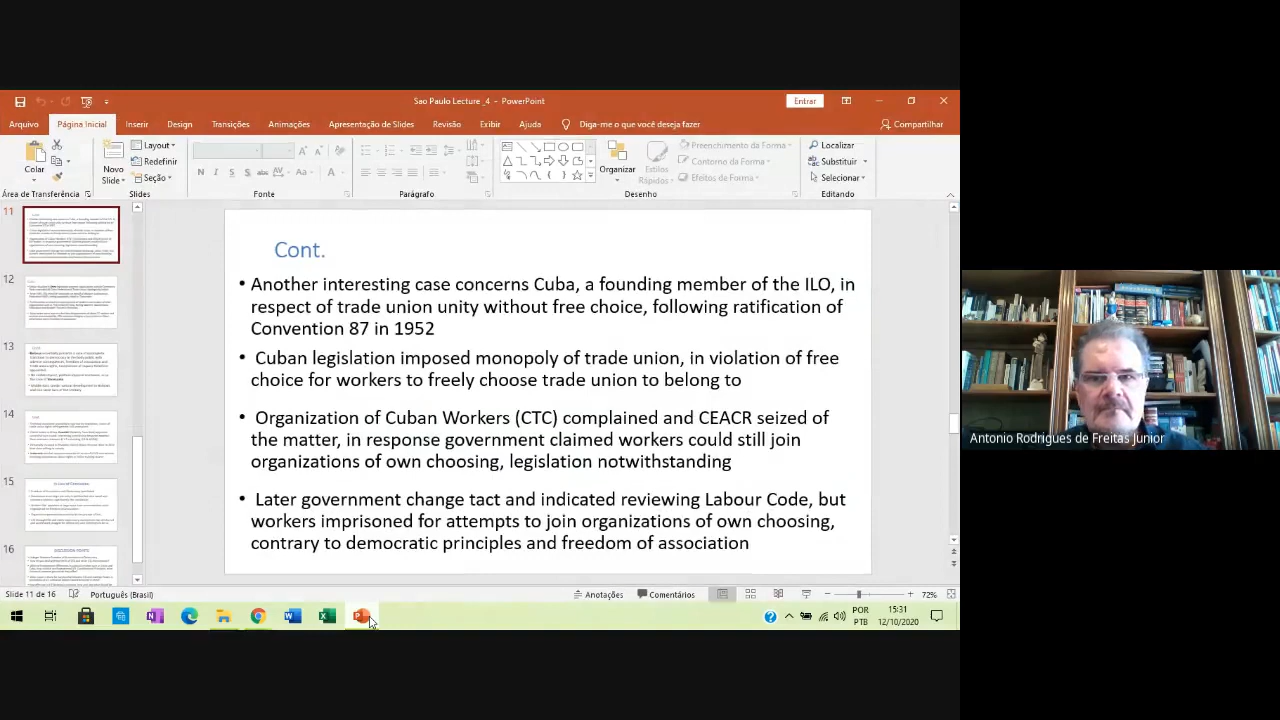 Sao Paulo Lecture _4 - PowerPoint
Entrar
Arquivo Página Inicial Inserir Design Transições Animações Apresentação de Slides Revisão Exibir Ajuda Diga-me o que você deseja fazer Compartilhar
Colar
Novo Slide
Layout
Redefinir
Seção
N I S S
Aa
A
Organizar
Estilos Rápidos
Preenchimento da Forma
Contorno da Forma
Efeitos de Forma
Localizar
Substituir
Selecionar
Área de Transferência Slides Fonte Parágrafo Desenho Editando
11
12
13
14
15
16
Cont.
• Another interesting case concerns Cuba, a founding member of the ILO, in
respect of trade union unity without free choice, following ratification of
Convention 87 in 1952
• Cuban legislation imposed monopoly of trade union, in violation of free
choice for workers to freely choose trade union to belong to
• Organization of Cuban Workers (CTC) complained and CEACR seized of
the matter, in response government claimed workers could still join
organizations of own choosing, legislation notwithstanding
• Later government change tact and indicated reviewing Labour Code, but
workers imprisoned for attempts to join organizations of own choosing,
contrary to democratic principles and freedom of association
Antonio Rodrigues de Freitas Junior
Slide 11 de 16 Português (Brasil) Anotações Comentários 72%
POR
PTB
15:31
12/10/2020